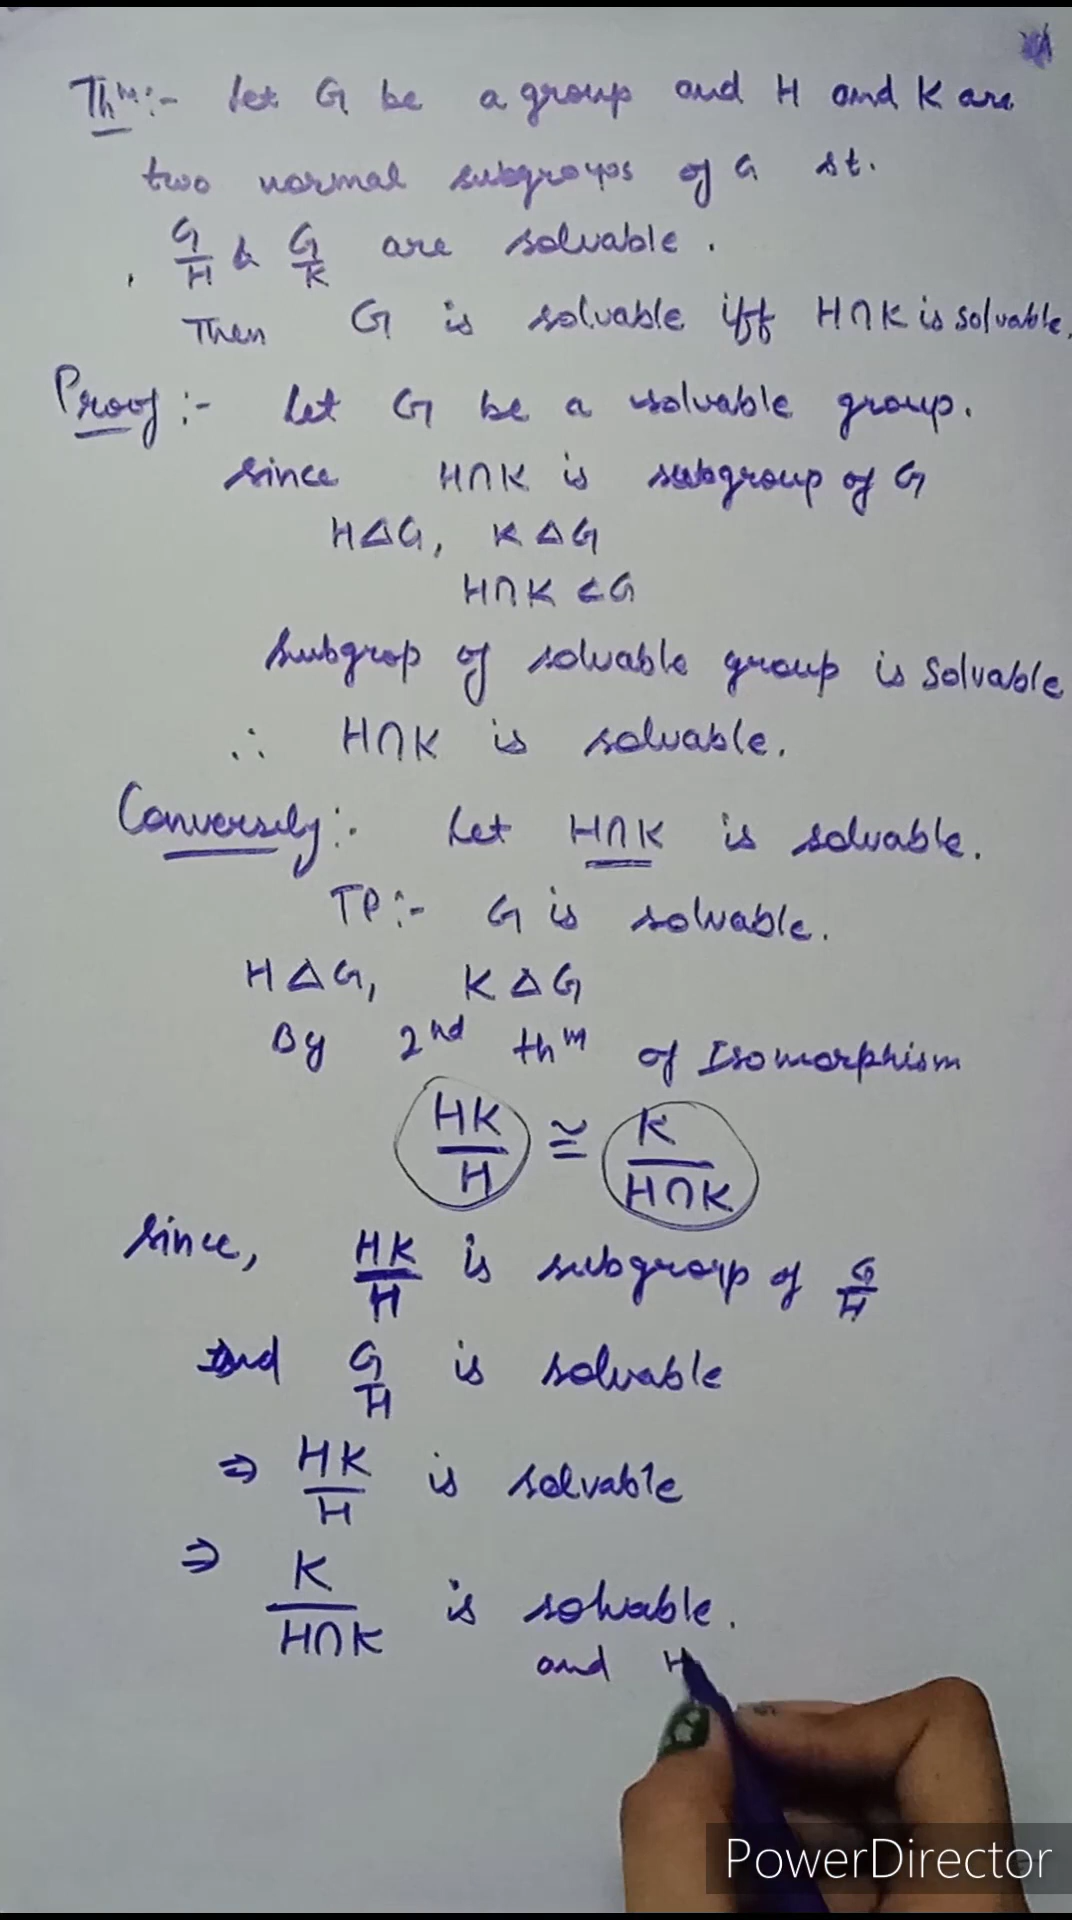 Thm:- Let G be a group and H and K are
two normal subgroups of G st.
G/H & G/K are solvable.
Then G is solvable iff H∩K is solvable.
Proof:- Let G be a solvable group.
since H∩K is subgroup of G
H∆G, K∆G
H∩K ≤G
Subgrop of solvable group is Solvable
∴ H∩K is solvable.
Conversely:- Let H∩K is solvable.
TP:- G is solvable.
H∆G, K∆G
By 2nd thm of Isomorphism
HK/H ≅ K/H∩K
Since, HK/H is subgroup of G/H
and G/H is solvable
⇒ HK/H is solvable
⇒ K/H∩K is solvable.
and H
PowerDirector